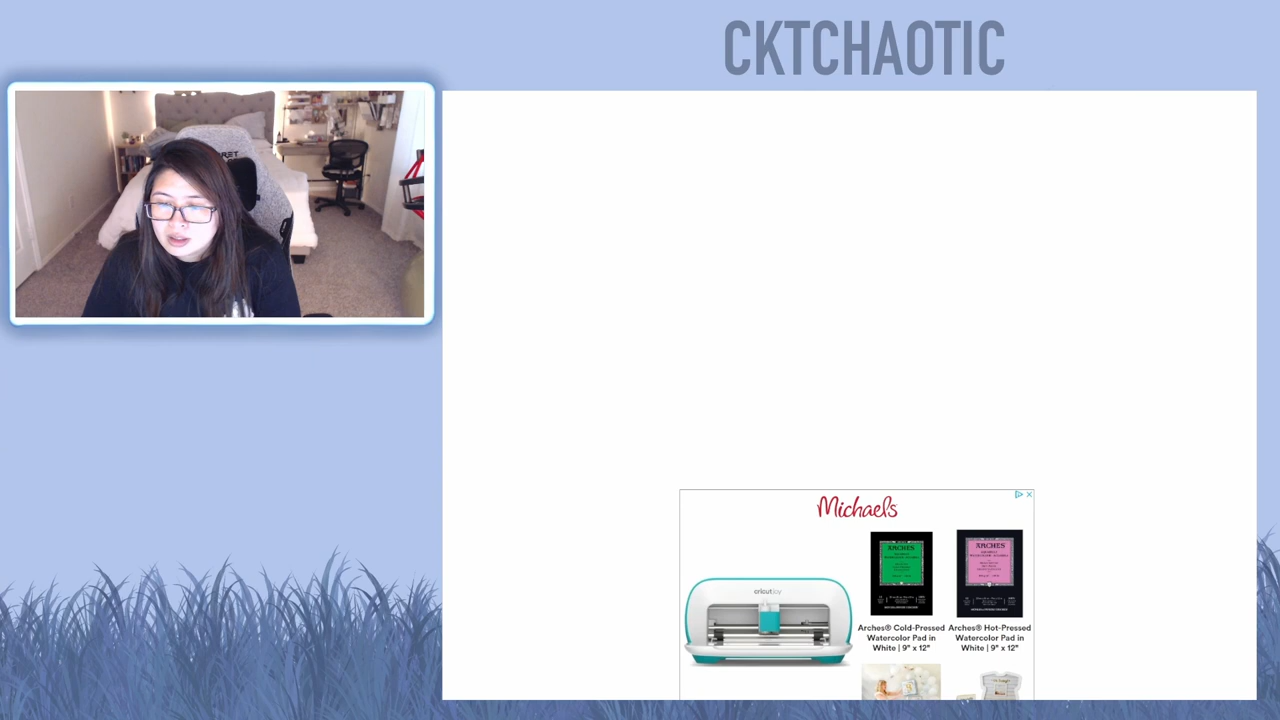 CKTCHAOTIC
Michaels
cricut joy
ARCHES
ARCHES
Arches® Cold-Pressed
Watercolor Pad in
White | 9" x 12"
Arches® Hot-Pressed
Watercolor Pad in
White | 9" x 12"